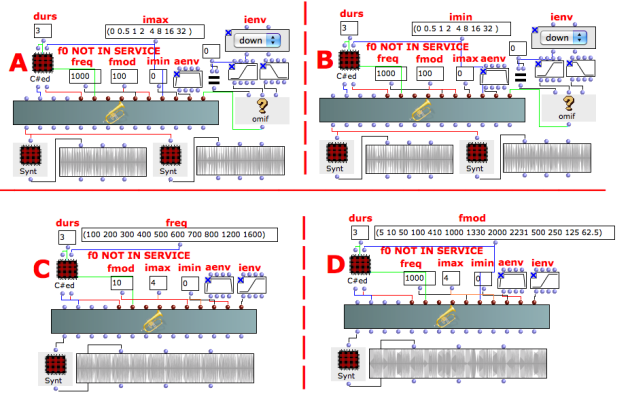 durs
imax
ienv
3
(0 0.5 1 2 4 8 16 32 )
down
f0 NOT IN SERVICE
0
A
freq
fmod
imin
aenv
C#ed
1000
100
0
=
?
omif
Synt
Synt
durs
imin
ienv
3
(0 0.5 1 2 4 8 16 32 )
down
f0 NOT IN SERVICE
0
B
freq
fmod
imax
aenv
C#ed
1000
100
0
=
?
omif
Synt
Synt
durs
freq
3
(100 200 300 400 500 600 700 800 1200 1600)
f0 NOT IN SERVICE
C
fmod
imax
imin
aenv
ienv
C#ed
10
4
0
Synt
durs
fmod
3
(5 10 50 100 410 1000 1330 2000 2231 500 250 125 62.5)
f0 NOT IN SERVICE
D
freq
imax
imin
aenv
ienv
C#ed
1000
4
0
Synt